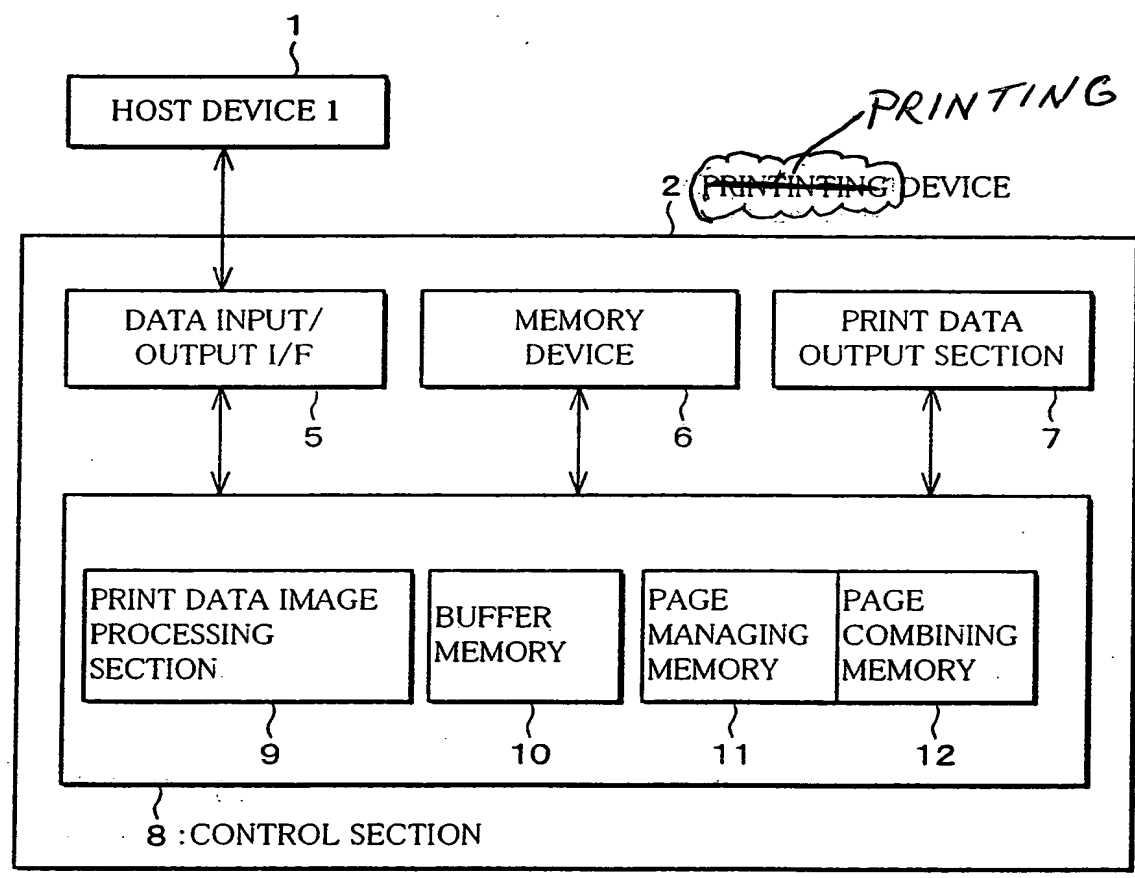 1
HOST DEVICE 1
PRINTING
2 PRINTINTING DEVICE
DATA INPUT/
OUTPUT I/F
5
MEMORY
DEVICE
6
PRINT DATA
OUTPUT SECTION
7
PRINT DATA IMAGE
PROCESSING
SECTION
9
BUFFER
MEMORY
10
PAGE
MANAGING
MEMORY
11
PAGE
COMBINING
MEMORY
12
8 :CONTROL SECTION